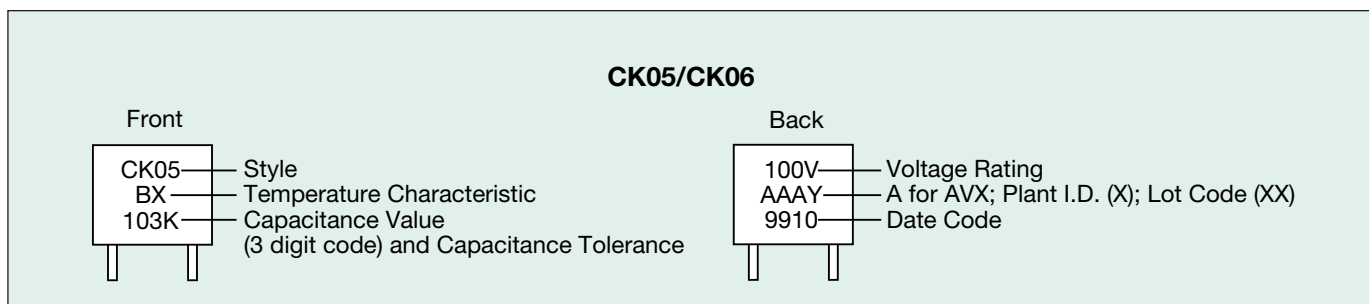 CK05/CK06
Front
CK05 Style
BX Temperature Characteristic
103K Capacitance Value
(3 digit code) and Capacitance Tolerance
Back
100V Voltage Rating
AAAY A for AVX; Plant I.D. (X); Lot Code (XX)
9910 Date Code